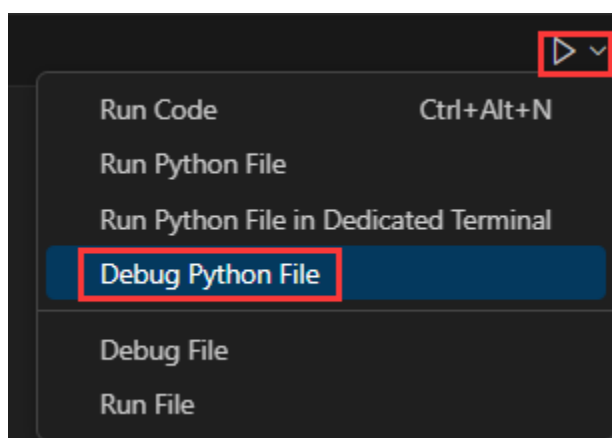 Run Code Ctrl+Alt+N
Run Python File
Run Python File in Dedicated Terminal
Debug Python File
Debug File
Run File